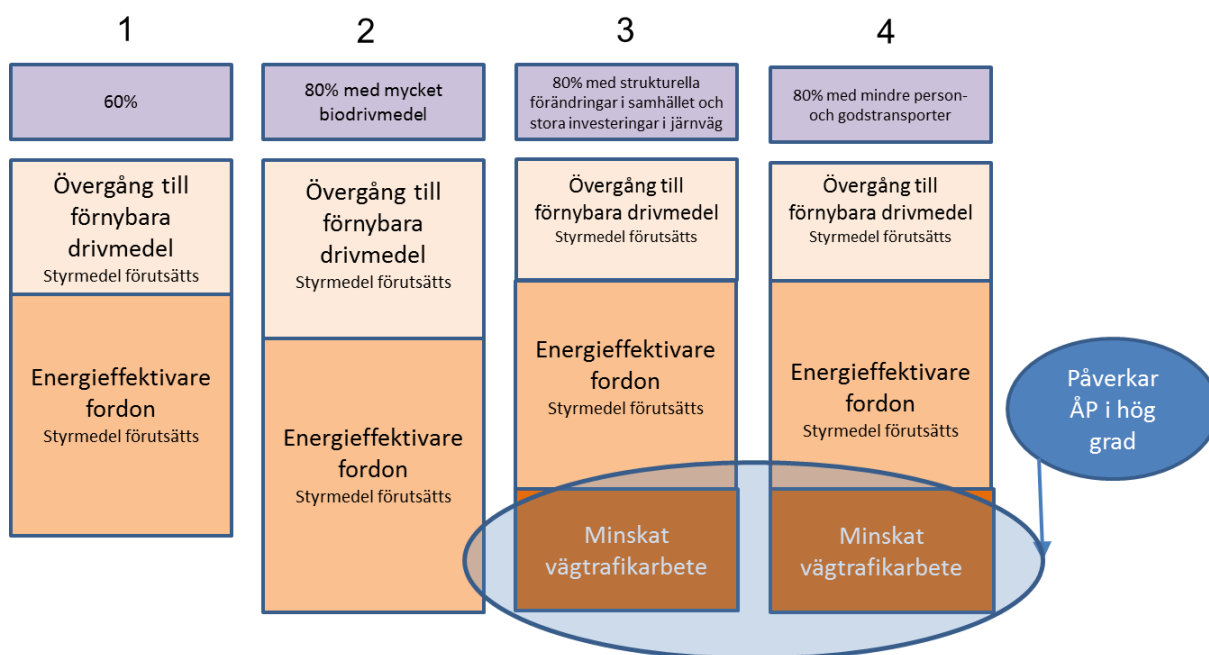 1
60%
Övergång till
förnybara
drivmedel
Styrmedel förutsätts
Energieffektivare
fordon
Styrmedel förutsätts
2
80% med mycket
biodrivmedel
Övergång till
förnybara
drivmedel
Styrmedel förutsätts
Energieffektivare
fordon
Styrmedel förutsätts
3
80% med strukturella
förändringar i samhället och
stora investeringar i järnväg
Övergång till
förnybara drivmedel
Styrmedel förutsätts
Energieffektivare
fordon
Styrmedel förutsätts
Minskat
vägtrafikarbete
4
80% med mindre person-
och godstransporter
Övergång till
förnybara drivmedel
Styrmedel förutsätts
Energieffektivare
fordon
Styrmedel förutsätts
Minskat
vägtrafikarbete
Påverkar
ÅP i hög
grad